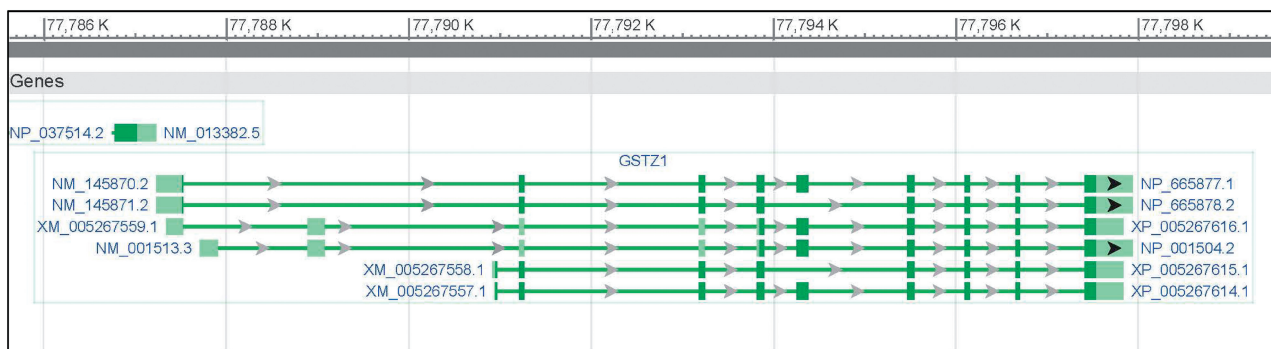 77,786 K 77,788 K 77,790 K 77,792 K 77,794 K 77,796 K 77,798 K
Genes
NP_037514.2 NM_013382.5
GSTZ1
NM_145870.2 NP_665877.1
NM_145871.2 NP_665878.2
XM_005267559.1 XP_005267616.1
NM_001513.3 NP_001504.2
XM_005267558.1 XP_005267615.1
XM_005267557.1 XP_005267614.1